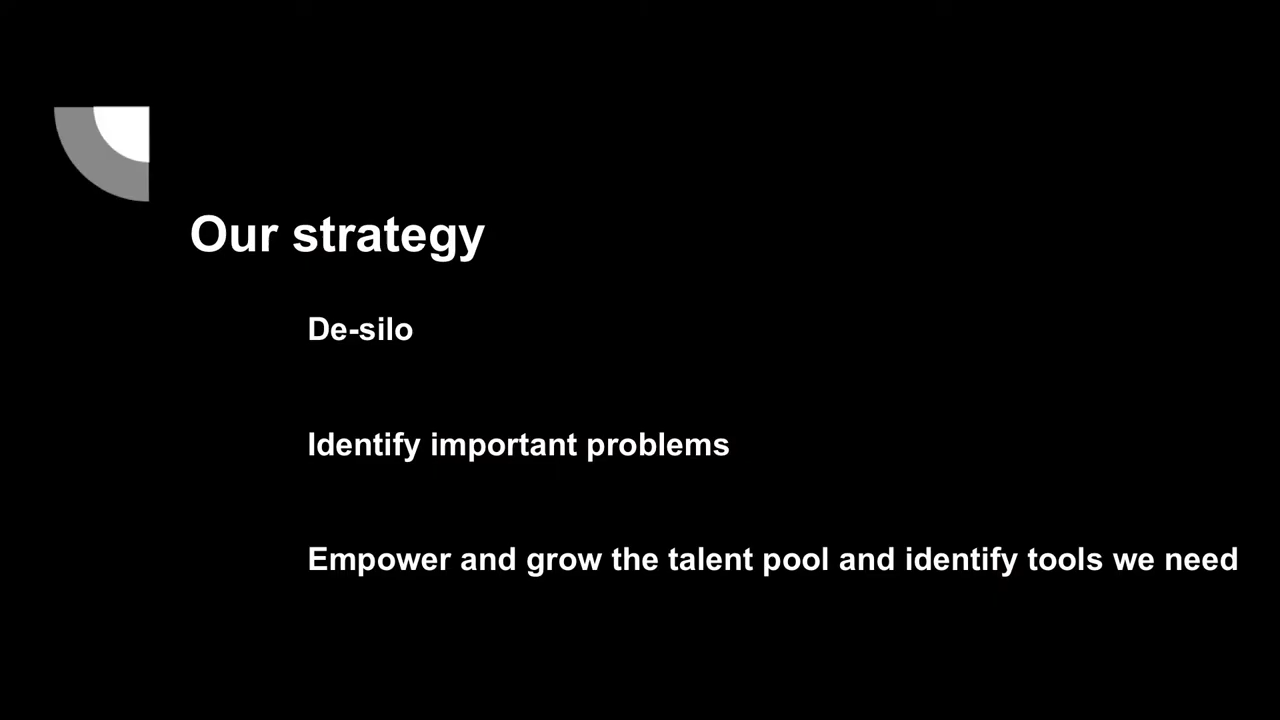 Our strategy
De-silo
Identify important problems
Empower and grow the talent pool and identify tools we need